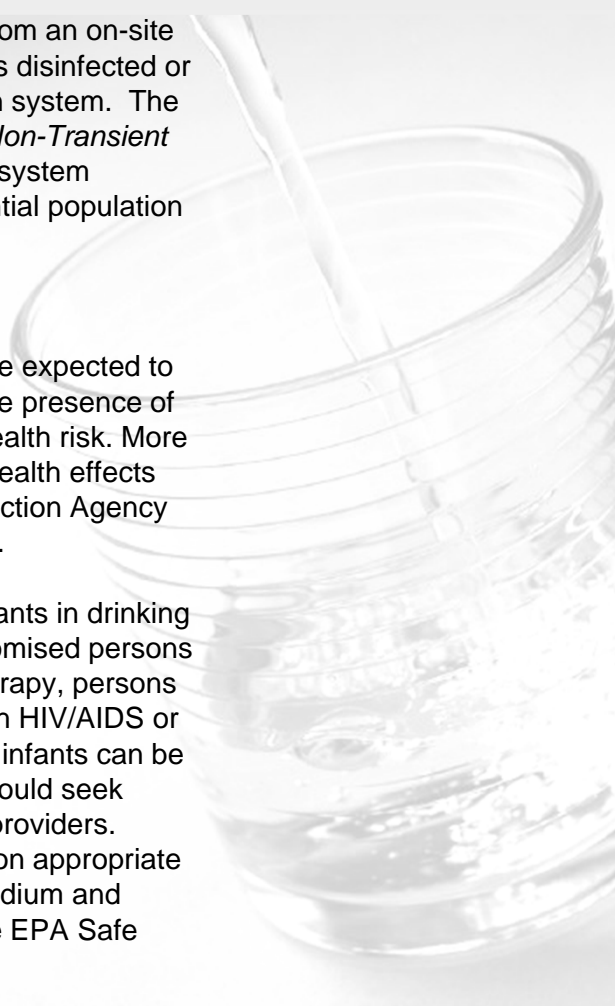 om an on-site
s disinfected or
n system.  The
Non-Transient
system
ntial population
e expected to
e presence of
ealth risk. More
ealth effects
ction Agency
.
ants in drinking
omised persons
rapy, persons
h HIV/AIDS or
infants can be
ould seek
providers.
on appropriate
dium and
e EPA Safe